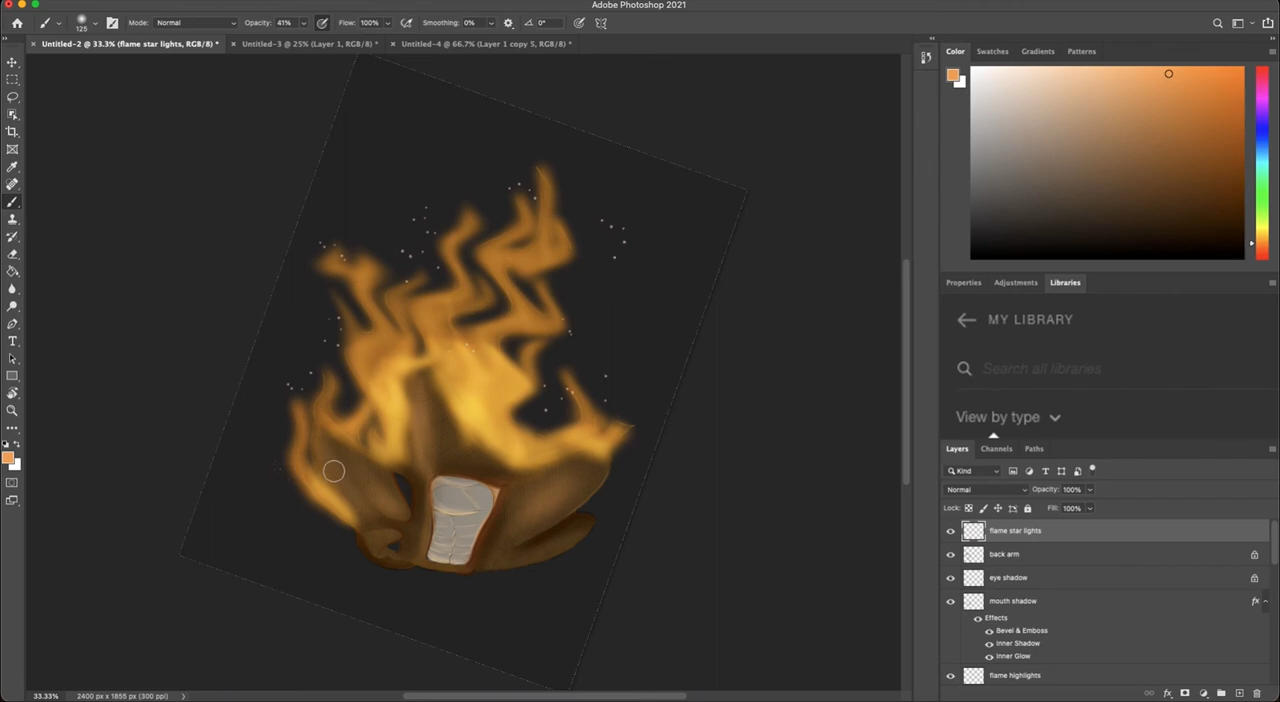 Adobe Photoshop 2021
125 Mode: Normal Opacity: 41% Flow: 100% Smoothing: 0% 0°
× Untitled-2 @ 33.3% (flame star lights, RGB/8) * × Untitled-3 @ 25% (Layer 1, RGB/8) * × Untitled-4 @ 66.7% (Layer 1 copy 5, RGB/8) *
Color Swatches Gradients Patterns
Properties Adjustments Libraries
MY LIBRARY
Search all libraries
View by type
Layers Channels Paths
Kind
Normal Opacity: 100%
Lock: Fill: 100%
flame star lights
back arm
eye shadow
mouth shadow fx
Effects
Bevel & Emboss
Inner Shadow
Inner Glow
flame highlights
33.33% 2400 px x 1855 px (300 ppi)
fx